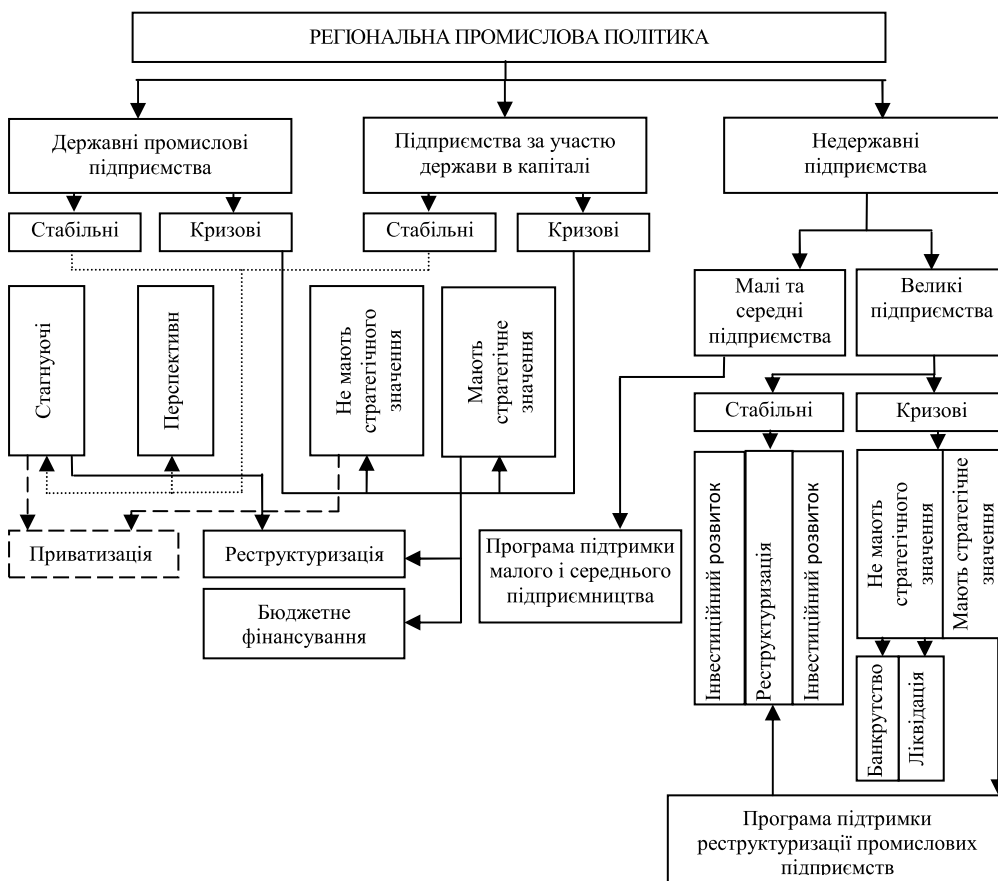 РЕГІОНАЛЬНА ПРОМИСЛОВА ПОЛІТИКА
Державні промислові
підприємства
Підприємства за участю
держави в капіталі
Недержавні
підприємства
Стабільні
Кризові
Стабільні
Кризові
Малі та
середні
підприємства
Великі
підприємства
Стагнуючі
Перспективн
Не мають
стратегічного
значення
Мають
стратегічне
значення
Стабільні
Кризові
Приватизація
Реструктуризація
Бюджетне
фінансування
Програма підтримки
малого і середнього
підприємництва
Інвестиційний розвиток
Реструктуризація
Інвестиційний розвиток
Не мають
стратегічного
значення
Мають стратегічне
значення
Банкрутство
Ліквідація
Програма підтримки
реструктуризації промислових
підприємств